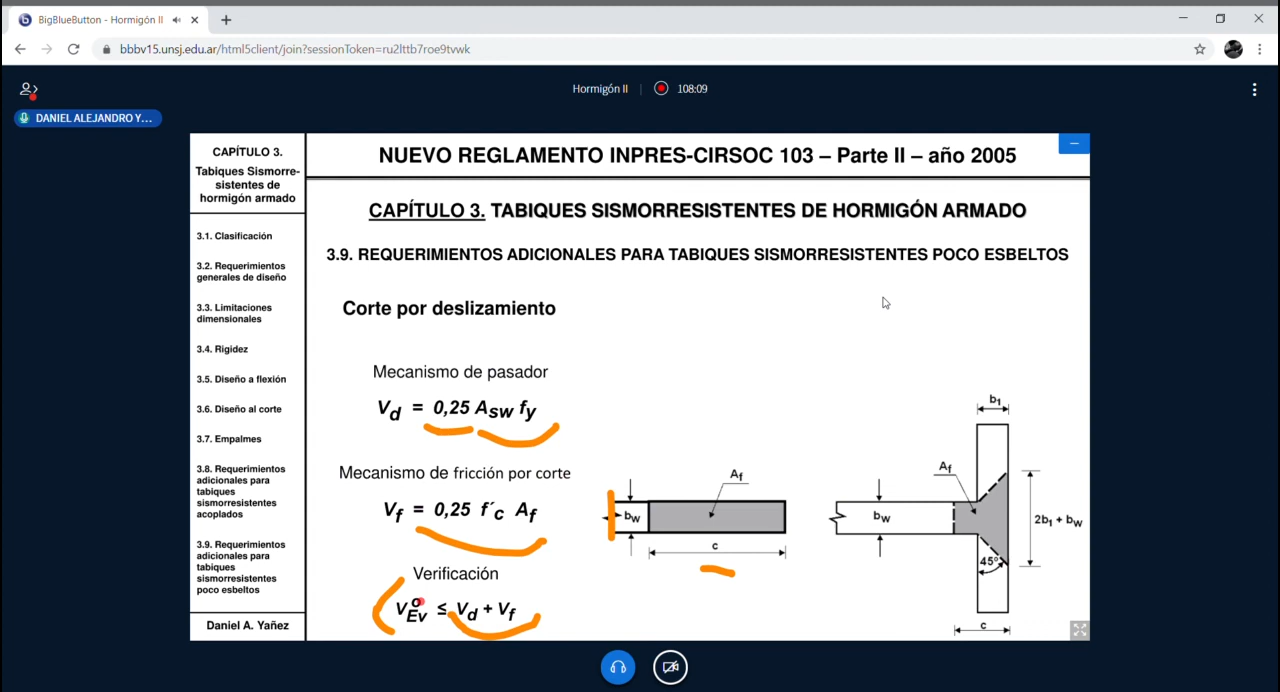 BigBlueButton - Hormigón II
bbbv15.unsj.edu.ar/html5client/join?sessionToken=ru2lttb7roe9tvwk
Hormigón II
108:09
DANIEL ALEJANDRO Y...
CAPÍTULO 3.
Tabiques Sismorre-
sistentes de
hormigón armado
3.1. Clasificación
3.2. Requerimientos
generales de diseño
3.3. Limitaciones
dimensionales
3.4. Rigidez
3.5. Diseño a flexión
3.6. Diseño al corte
3.7. Empalmes
3.8. Requerimientos
adicionales para
tabiques
sismorresistentes
acoplados
3.9. Requerimientos
adicionales para
tabiques
sismorresistentes
poco esbeltos
Daniel A. Yañez
NUEVO REGLAMENTO INPRES-CIRSOC 103 – Parte II – año 2005
CAPÍTULO 3. TABIQUES SISMORRESISTENTES DE HORMIGÓN ARMADO
3.9. REQUERIMIENTOS ADICIONALES PARA TABIQUES SISMORRESISTENTES POCO ESBELTOS
Corte por deslizamiento
Mecanismo de pasador
Vd = 0,25 Asw fy
Mecanismo de fricción por corte
Vf = 0,25 f´c Af
Verificación
V°Ev ≤ Vd + Vf
Af
bw
c
b1
Af
bw
2b1 + bw
45°
c